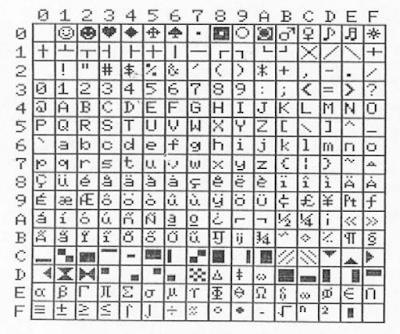 0 1 2 3 4 5 6 7 8 9 A B C D E F
0 ☺ ☻ ♥ ♦ ♣ ♠ • ◘ ○ ◙ ♂ ♀ ♪ ♫ ☼
1 ┴ ┬ ┤ ├ ┼ │ ─ ┌ ┐ └ ┘ ╳ ╱ ╲
2 ! " # $ % & ' ( ) * + , - . /
3 0 1 2 3 4 5 6 7 8 9 : ; < = > ?
4 @ A B C D E F G H I J K L M N O
5 P Q R S T U V W X Y Z [ \ ] ^ _
6 ` a b c d e f g h i j k l m n o
7 p q r s t u v w x y z { ¦ } ~
8 Ç ü é â ä à å ç ê ë è ï î ì Ä Å
9 É æ Æ ô ö ò û ù ÿ Ö Ü ¢ £ ¥ ₧ ƒ
A á í ó ú ñ Ñ ª º ¿ ⌐ ¬ ½ ¼ ¡ « »
B Ã ã Ĩ ĩ Õ õ Ũ ũ Ĳ ĳ ¾ ~ ◇ ‰ ¶ §
C
D Δ ‡ ω
E α β Γ π Σ σ µ τ Φ Θ Ω δ ∞ φ ∈ ∩
F ≡ ± ≥ ≤ ⌠ ⌡ ÷ ≈ ° • - √ ⁿ ² ■